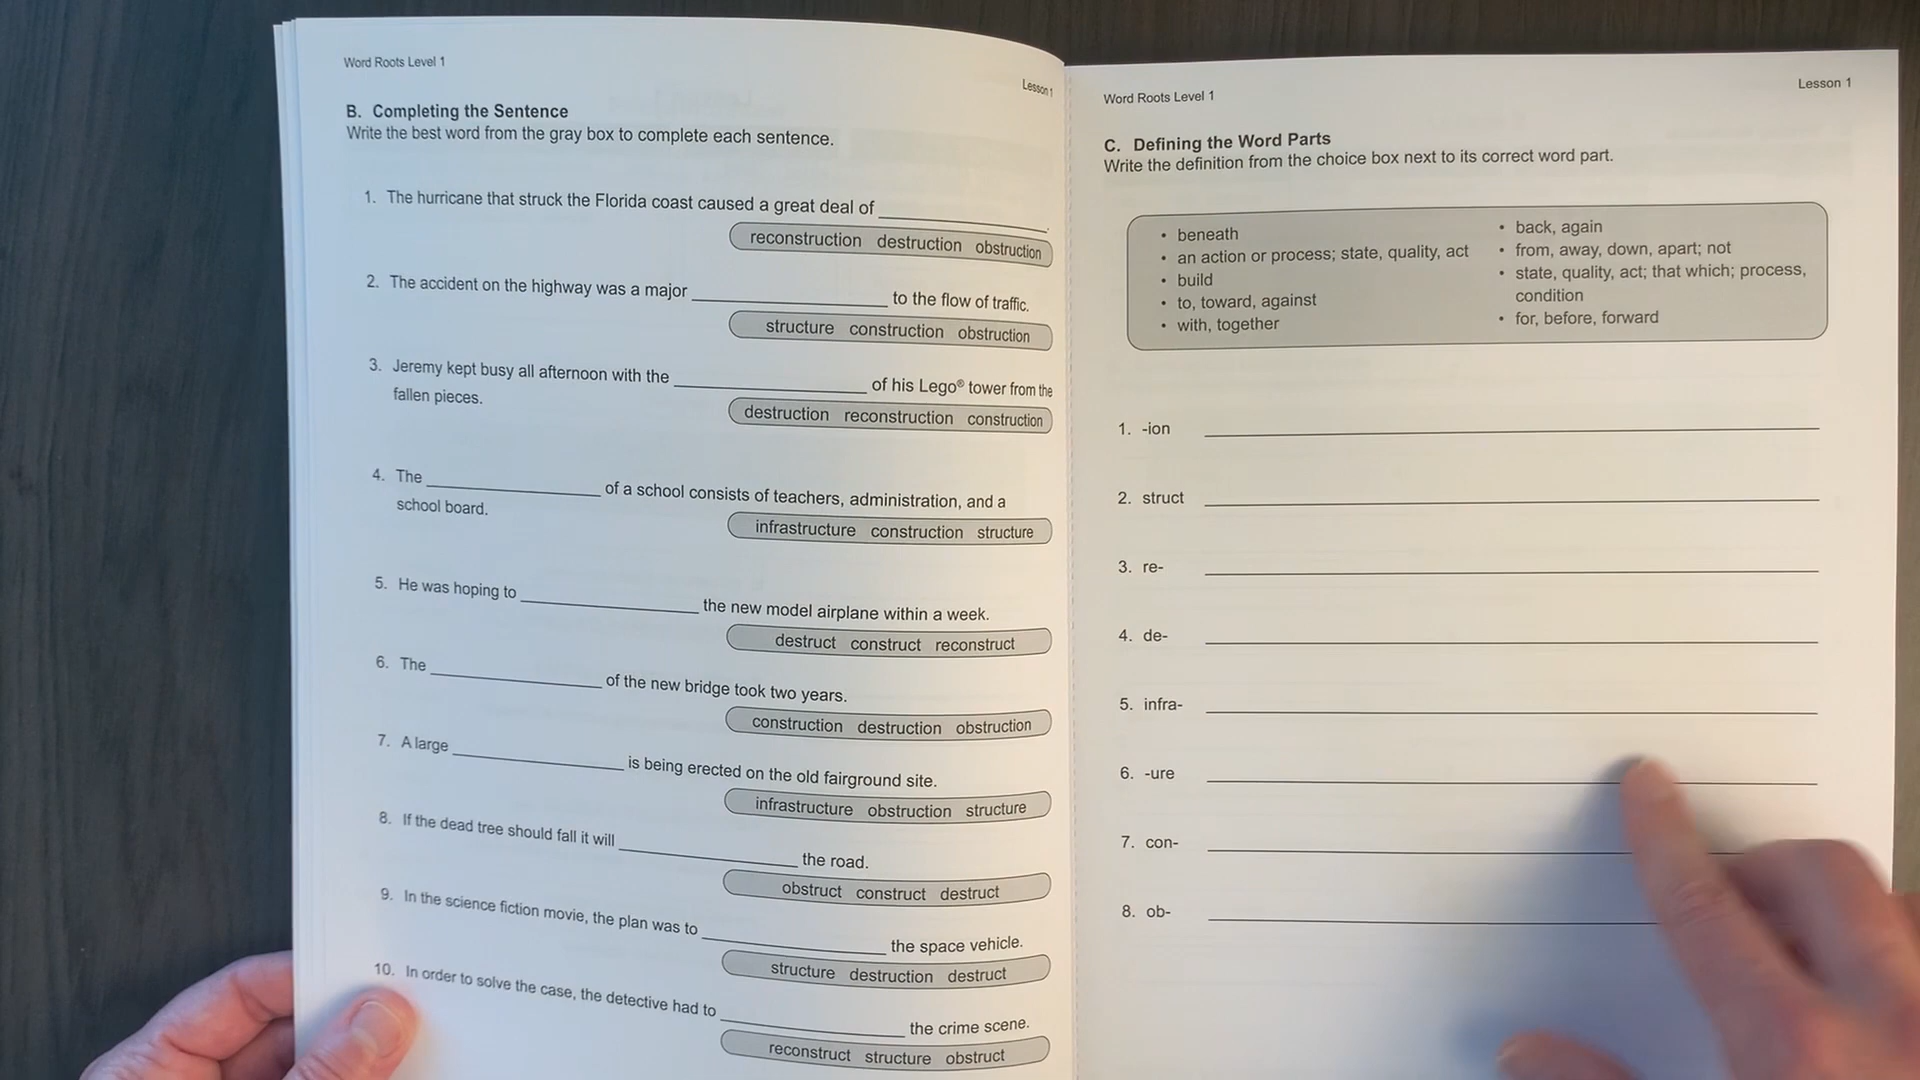 Word Roots Level 1
Lesson 1
B. Completing the Sentence
Write the best word from the gray box to complete each sentence.
1. The hurricane that struck the Florida coast caused a great deal of ____________.
reconstruction destruction obstruction
2. The accident on the highway was a major ____________ to the flow of traffic.
structure construction obstruction
3. Jeremy kept busy all afternoon with the ____________ of his Lego® tower from the
fallen pieces.
destruction reconstruction construction
4. The ____________ of a school consists of teachers, administration, and a
school board.
infrastructure construction structure
5. He was hoping to ____________ the new model airplane within a week.
destruct construct reconstruct
6. The ____________ of the new bridge took two years.
construction destruction obstruction
7. A large ____________ is being erected on the old fairground site.
infrastructure obstruction structure
8. If the dead tree should fall it will ____________ the road.
obstruct construct destruct
9. In the science fiction movie, the plan was to ____________ the space vehicle.
structure destruction destruct
10. In order to solve the case, the detective had to ____________ the crime scene.
reconstruct structure obstruct
Word Roots Level 1
Lesson 1
C. Defining the Word Parts
Write the definition from the choice box next to its correct word part.
• beneath
• an action or process; state, quality, act
• build
• to, toward, against
• with, together
• back, again
• from, away, down, apart; not
• state, quality, act; that which; process,
condition
• for, before, forward
1. -ion
2. struct
3. re-
4. de-
5. infra-
6. -ure
7. con-
8. ob-